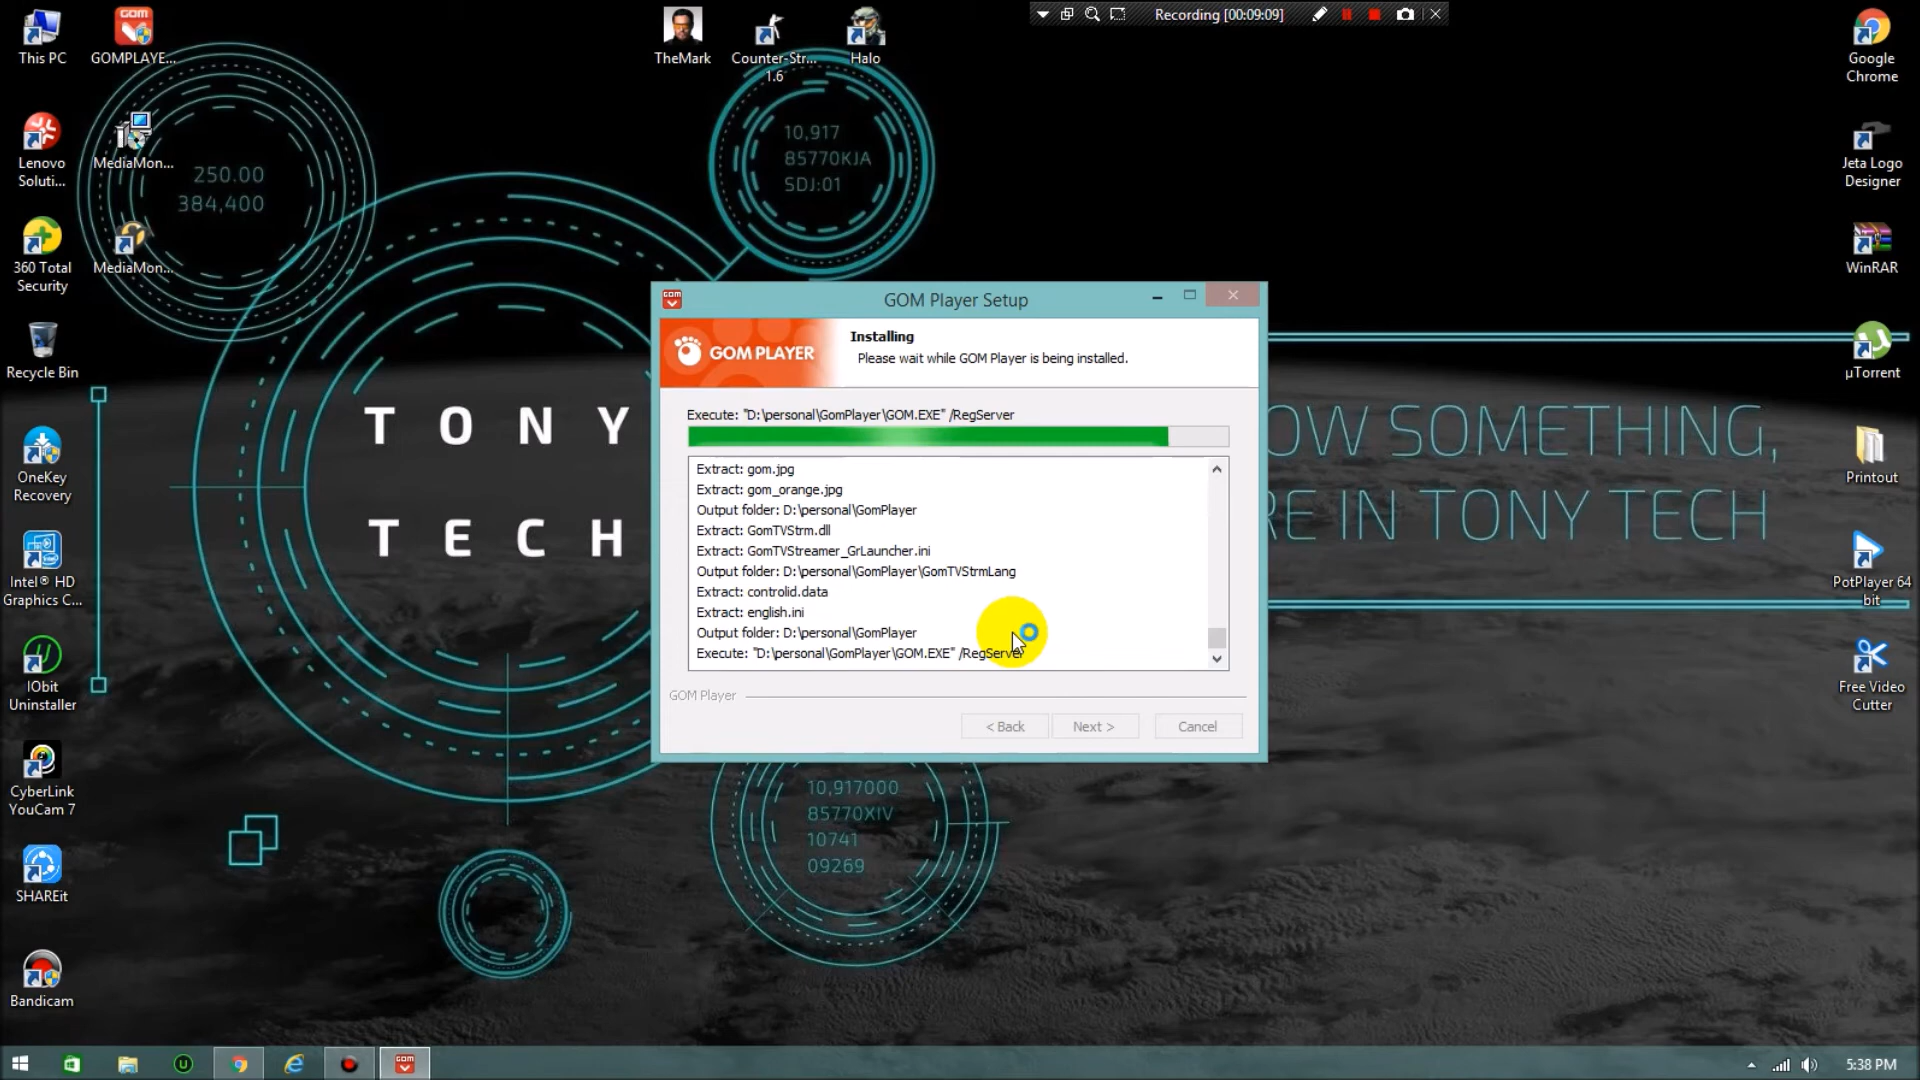 This PC
GOMPLAYE...
TheMark
Counter-Str...
1.6
Halo
Recording [00:09:09]
Google
Chrome
Lenovo
Soluti...
MediaMon...
Jeta Logo
Designer
360 Total
Security
MediaMon...
WinRAR
Recycle Bin
µTorrent
OneKey
Recovery
Printout
Intel® HD
Graphics C...
PotPlayer 64
bit
IObit
Uninstaller
Free Video
Cutter
CyberLink
YouCam 7
SHAREit
Bandicam
250.00
384,400
10,917
85770KJA
SDJ:01
TONY
TECH
OW SOMETHING,
RE IN TONY TECH
10,917000
85770XIV
10741
09269
GOM
GOM Player Setup
GOM PLAYER
Installing
Please wait while GOM Player is being installed.
Execute: "D:\personal\GomPlayer\GOM.EXE" /RegServer
Extract: gom.jpg
Extract: gom_orange.jpg
Output folder: D:\personal\GomPlayer
Extract: GomTVStrm.dll
Extract: GomTVStreamer_GrLauncher.ini
Output folder: D:\personal\GomPlayer\GomTVStrmLang
Extract: controlid.data
Extract: english.ini
Output folder: D:\personal\GomPlayer
Execute: "D:\personal\GomPlayer\GOM.EXE" /RegServer
GOM Player
< Back
Next >
Cancel
5:38 PM